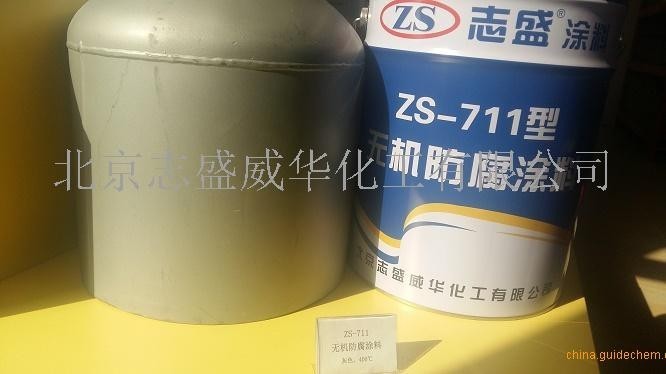 ZS 志盛 涂料
ZS-711型
无机防腐涂料
北京志盛威华化工有限公司
北京志盛威华化工有限公司
ZS-711
无机防腐涂料
灰色，400℃
china.guidechem.com